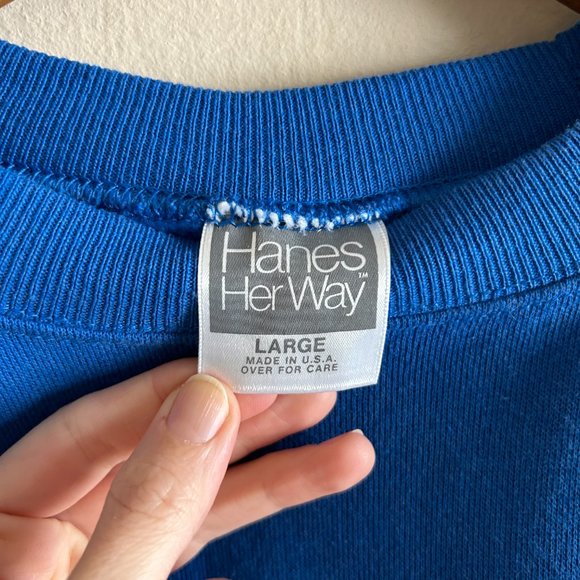 Hanes
Her Way™
LARGE
MADE IN U.S.A.
OVER FOR CARE